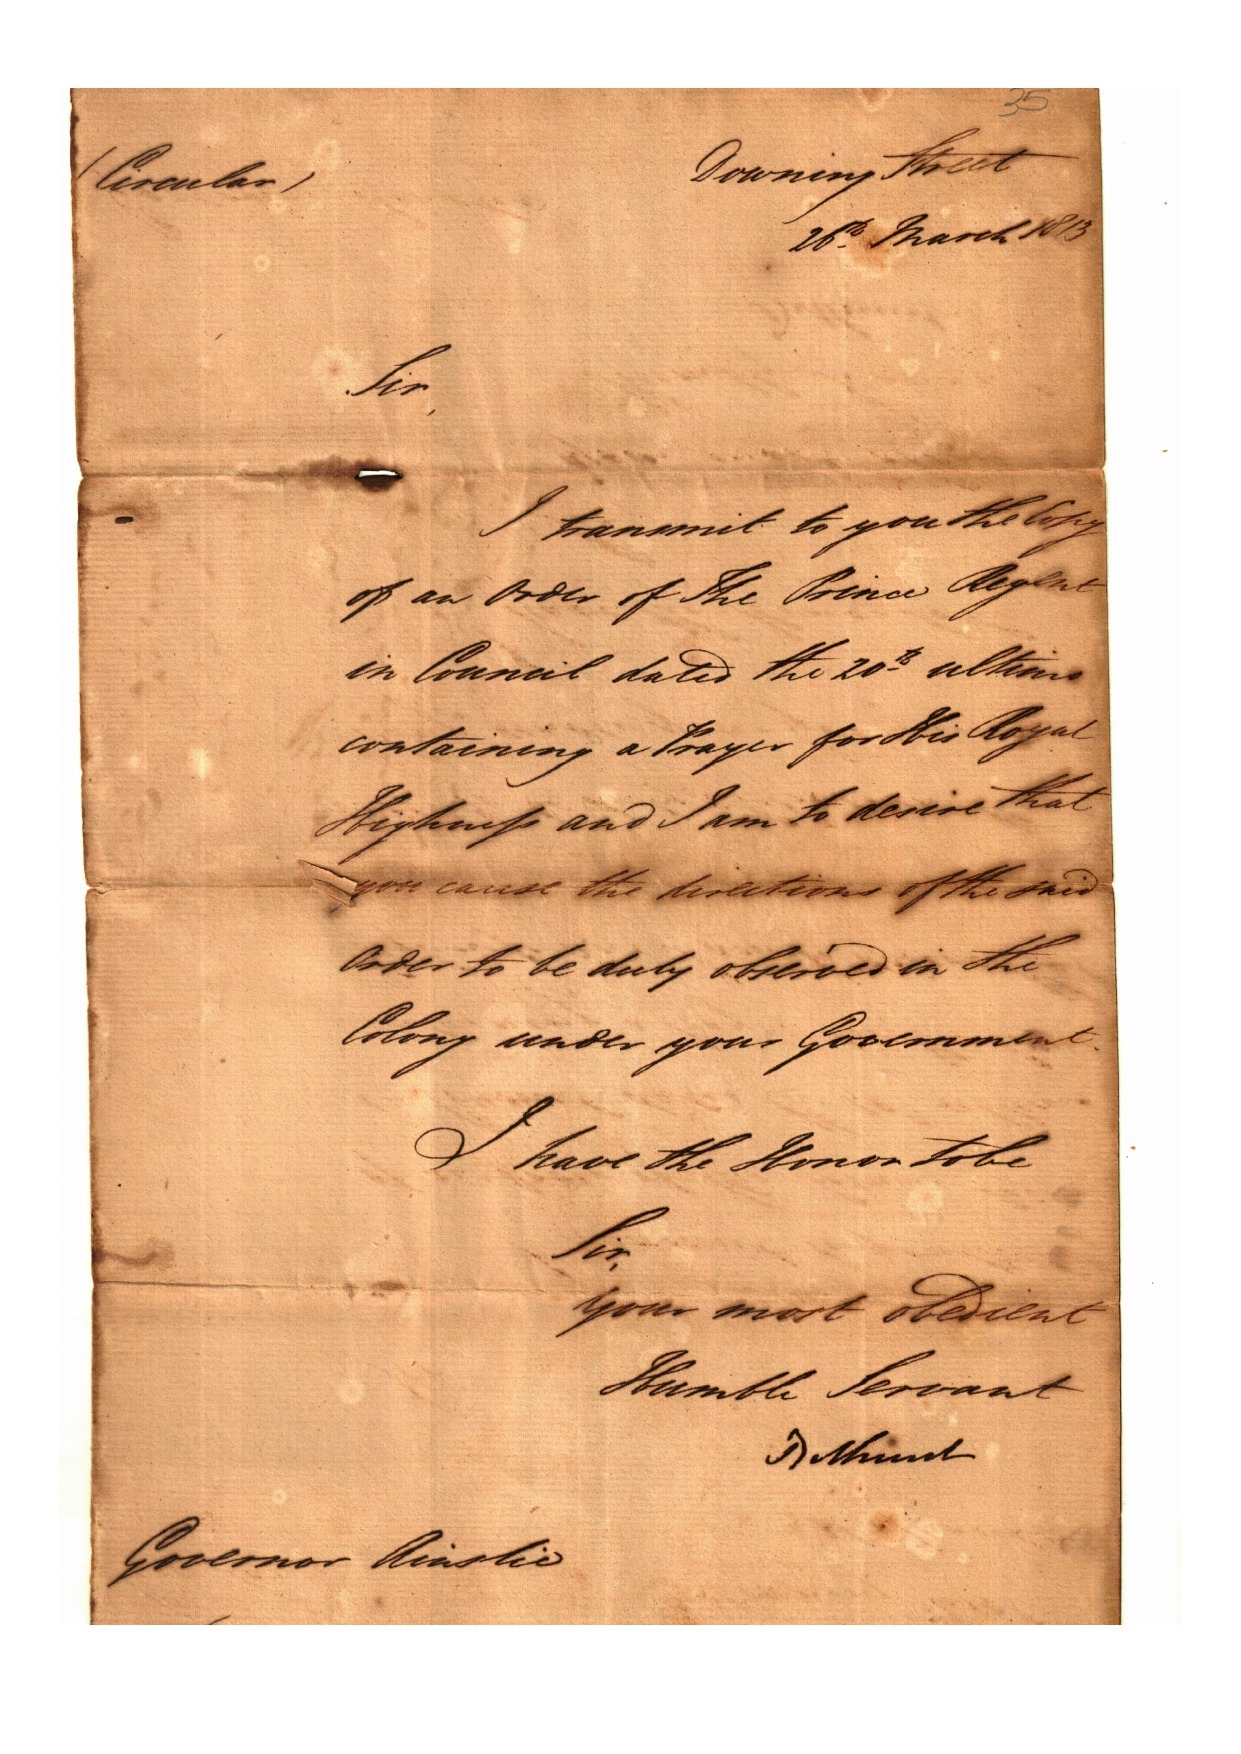 35
(Circular)
Downing Street
26th March 1813
Sir,
I transmit to you the Copy
of an Order of The Prince Regent
in Council dated the 20th ultimo
containing a Prayer for His Royal
Highness and I am to desire that
you cause the directions of the said
Order to be duly observed in the
Colony under your Government.
I have the Honor to be
Sir,
Your most obedient
Humble Servant
Bathurst
Governor Ainslie